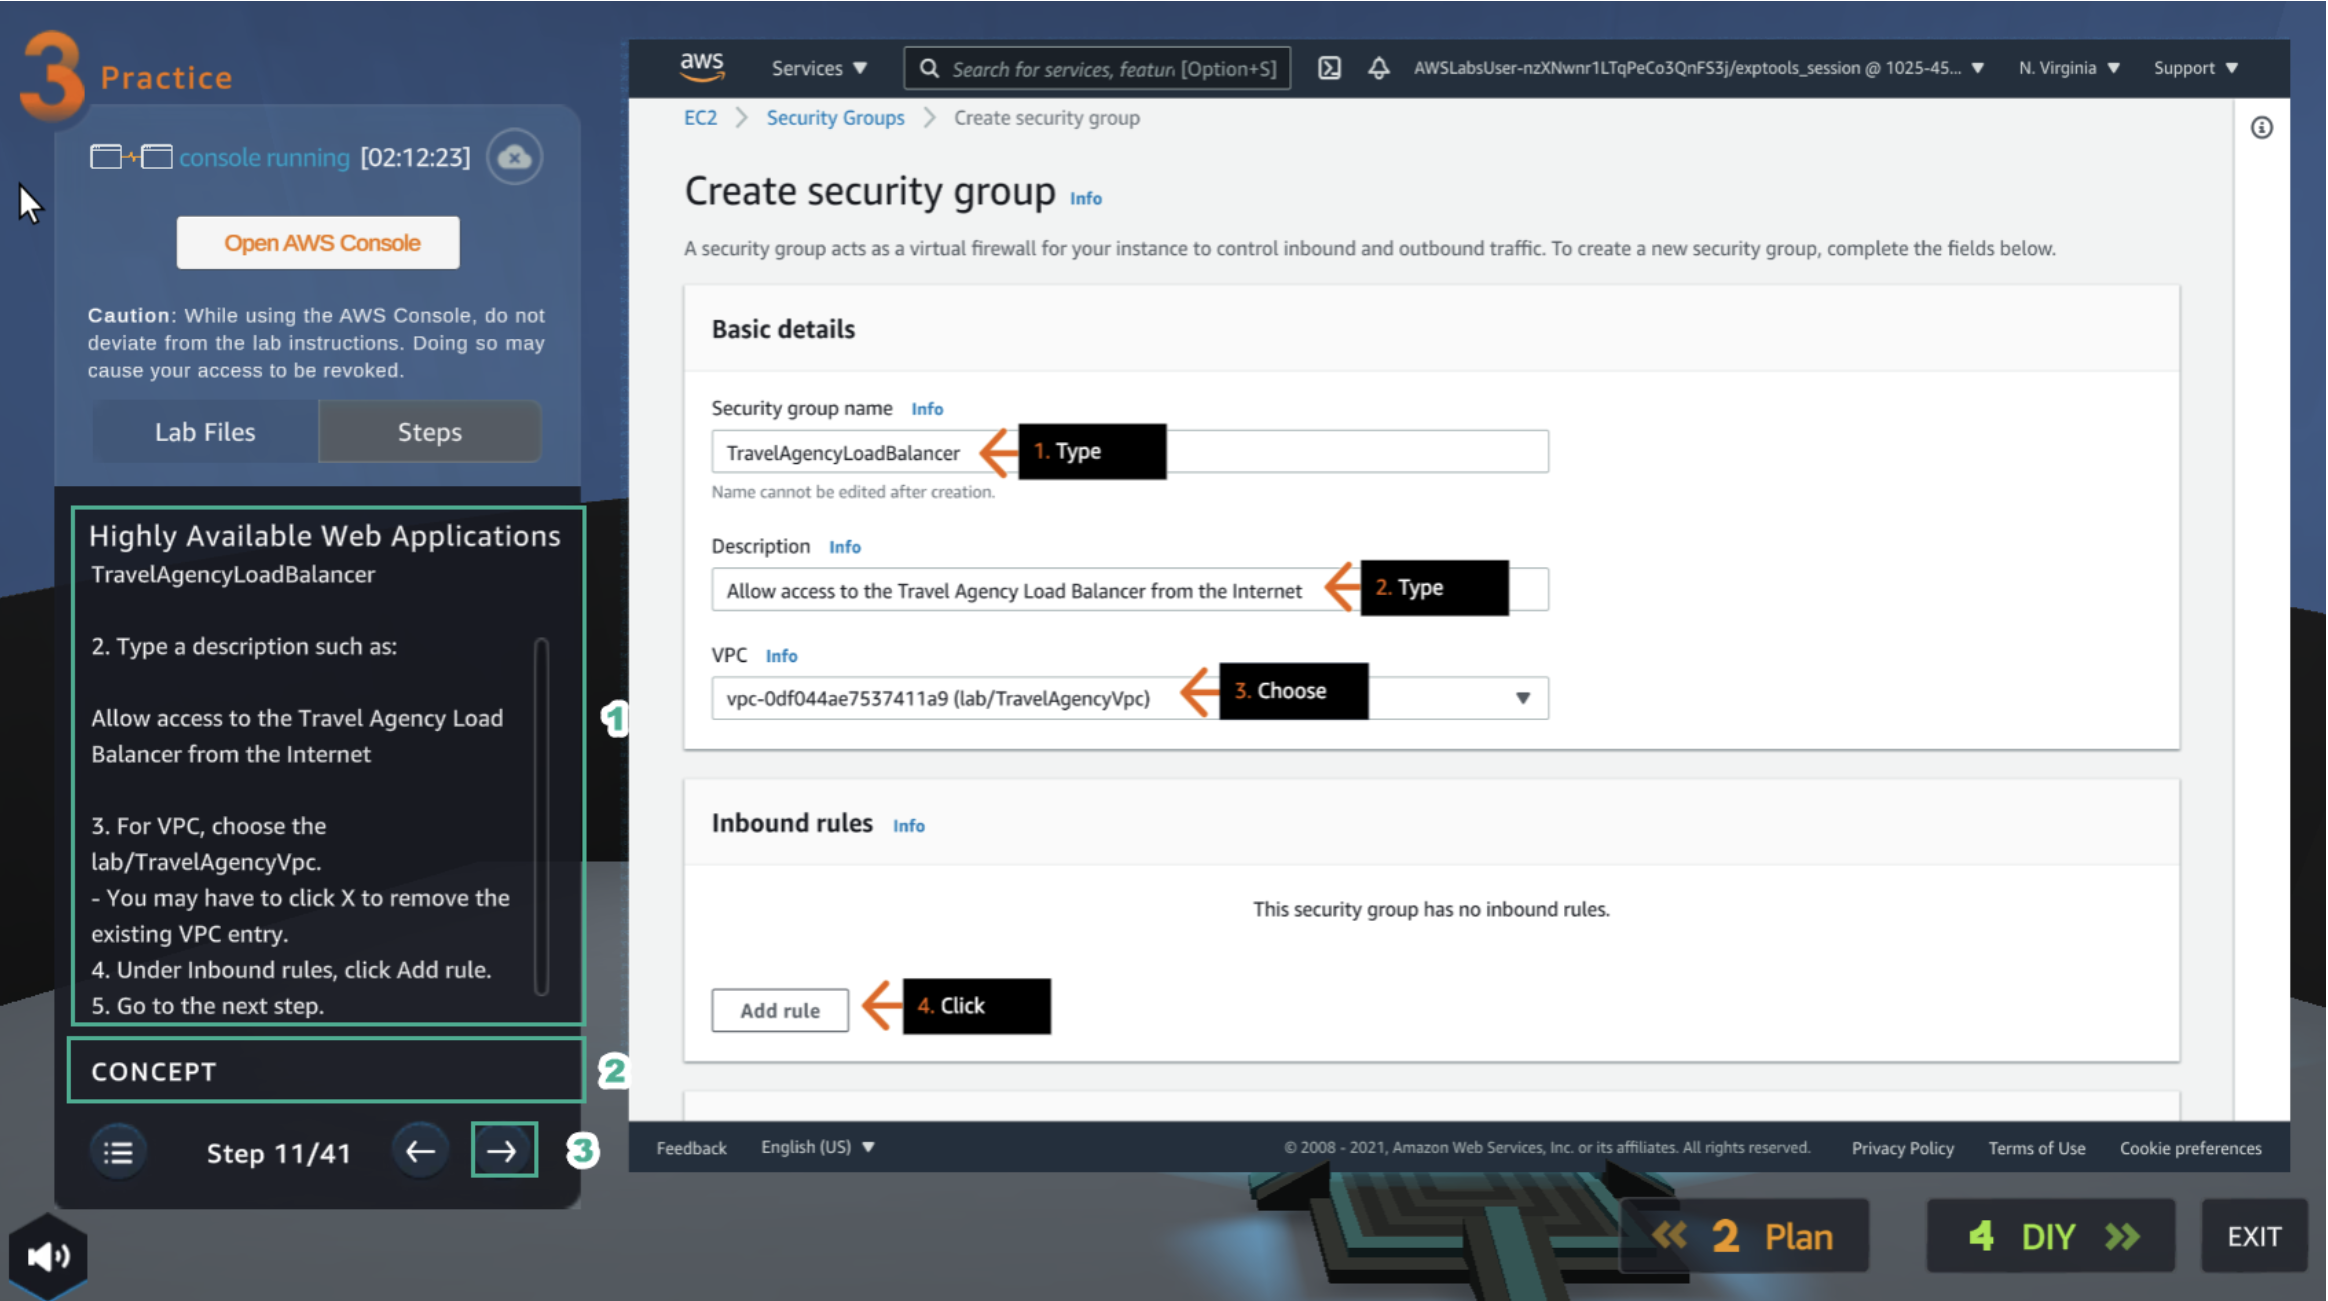 3 Practice
console running [02:12:23]
Open AWS Console
Caution: While using the AWS Console, do not
deviate from the lab instructions. Doing so may
cause your access to be revoked.
Lab Files
Steps
Highly Available Web Applications
TravelAgencyLoadBalancer
2. Type a description such as:
Allow access to the Travel Agency Load
Balancer from the Internet
3. For VPC, choose the
lab/TravelAgencyVpc.
- You may have to click X to remove the
existing VPC entry.
4. Under Inbound rules, click Add rule.
5. Go to the next step.
1
CONCEPT
2
Step 11/41
3
aws
Services
Search for services, featur [Option+S]
AWSLabsUser-nzXNwnr1LTqPeCo3QnFS3j/exptools_session @ 1025-45...
N. Virginia
Support
EC2 > Security Groups > Create security group
Create security group Info
A security group acts as a virtual firewall for your instance to control inbound and outbound traffic. To create a new security group, complete the fields below.
Basic details
Security group name Info
TravelAgencyLoadBalancer
1. Type
Name cannot be edited after creation.
Description Info
Allow access to the Travel Agency Load Balancer from the Internet
2. Type
VPC Info
vpc-0df044ae7537411a9 (lab/TravelAgencyVpc)
3. Choose
Inbound rules Info
This security group has no inbound rules.
Add rule
4. Click
Feedback
English (US)
© 2008 - 2021, Amazon Web Services, Inc. or its affiliates. All rights reserved.
Privacy Policy
Terms of Use
Cookie preferences
« 2 Plan
4 DIY »
EXIT